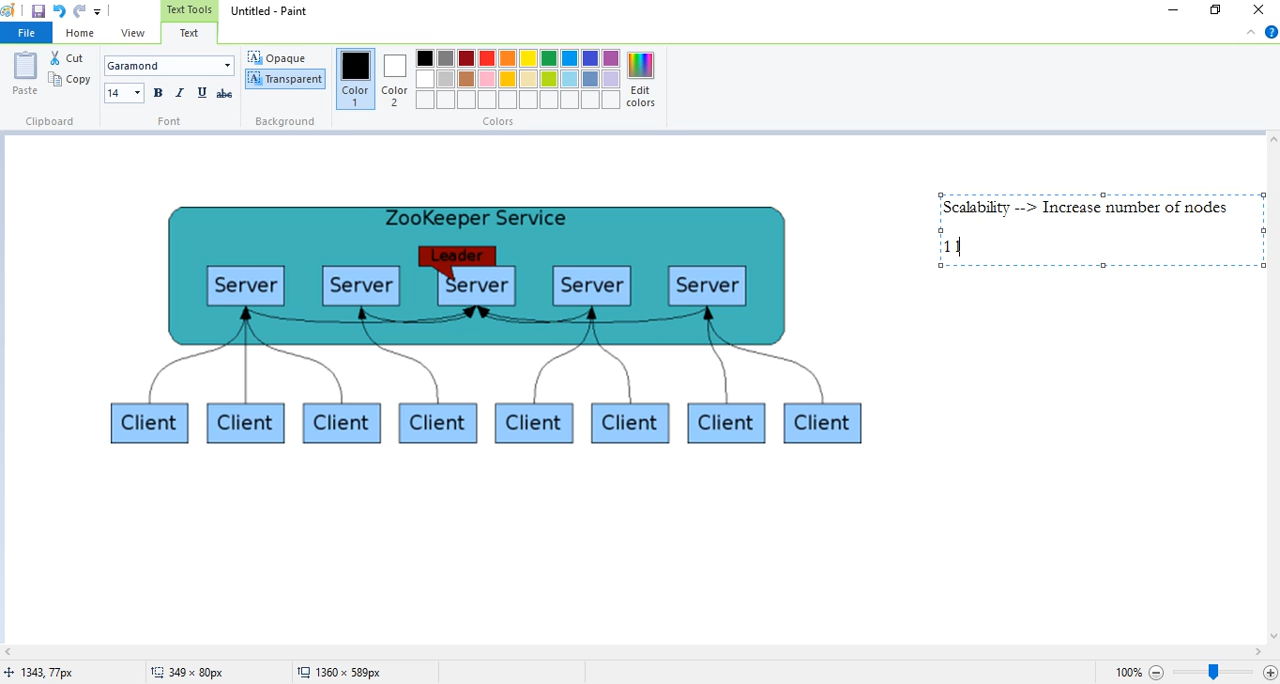 Text Tools
Untitled - Paint
File
Home
View
Text
Paste
Cut
Copy
Clipboard
Garamond
14
B I U abc
Font
Opaque
Transparent
Background
Color 1
Color 2
Edit colors
Colors
ZooKeeper Service
Leader
Server Server Server Server Server
Client Client Client Client Client Client Client Client
Scalability --> Increase number of nodes
1 l
1343, 77px
349 × 80px
1360 × 589px
100%